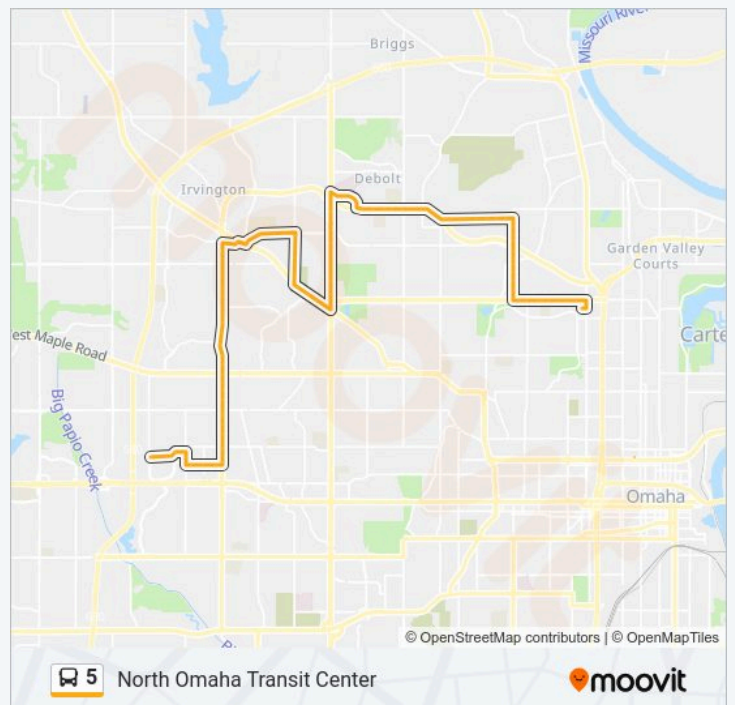 Missouri River
Briggs
Debolt
Irvington
Garden Valley
Courts
Carte
est Maple Road
Big Papio Creek
Omaha
© OpenStreetMap contributors | © OpenMapTiles
5 North Omaha Transit Center
moovit